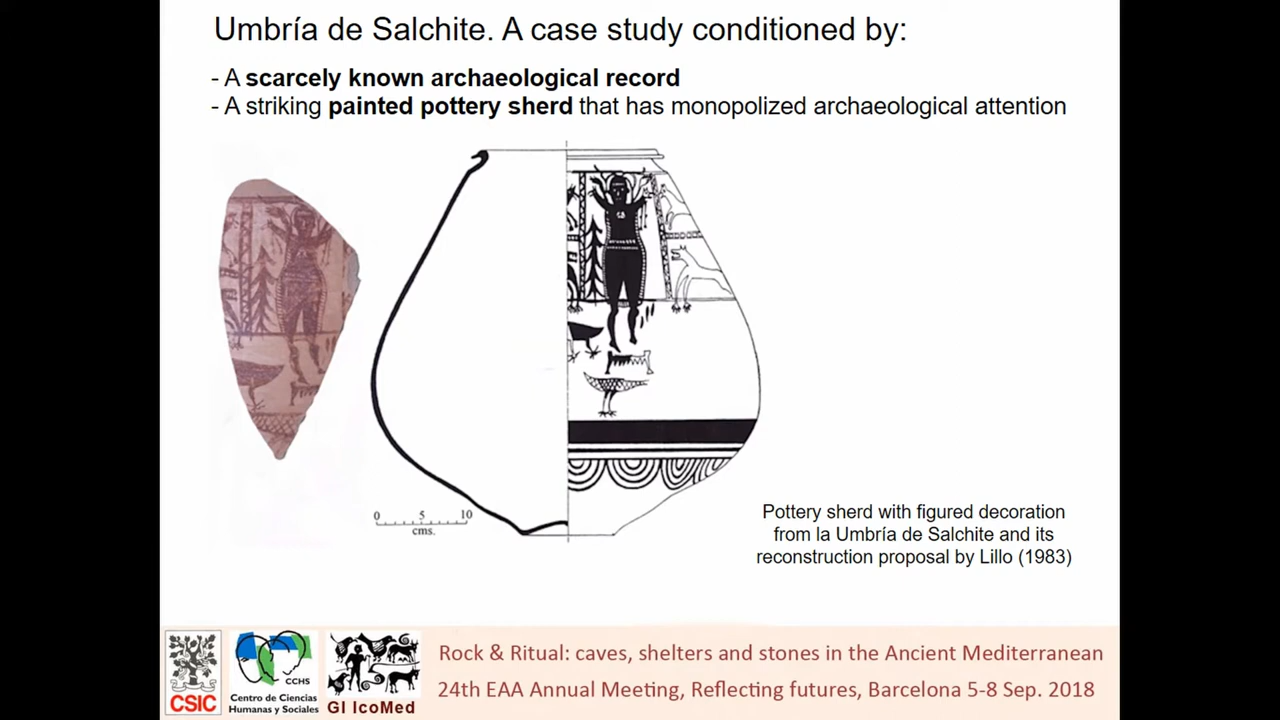 Umbría de Salchite. A case study conditioned by:
- A scarcely known archaeological record
- A striking painted pottery sherd that has monopolized archaeological attention
0 5 10
cms.
Pottery sherd with figured decoration
from la Umbría de Salchite and its
reconstruction proposal by Lillo (1983)
CSIC
CCHS
Centro de Ciencias
Humanas y Sociales
GI IcoMed
Rock & Ritual: caves, shelters and stones in the Ancient Mediterranean
24th EAA Annual Meeting, Reflecting futures, Barcelona 5-8 Sep. 2018